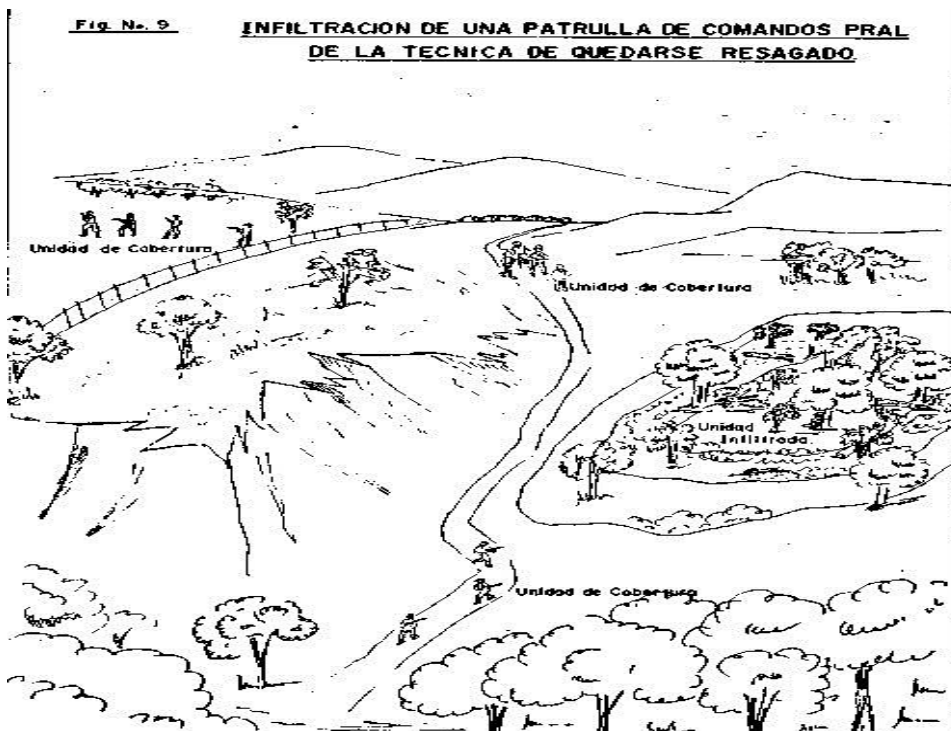 Fig. No. 9
INFILTRACION DE UNA PATRULLA DE COMANDOS PRAL
DE LA TECNICA DE QUEDARSE RESAGADO
Unidad de Cobertura
Unidad de Cobertura
Unidad
Infiltrada.
Unidad de Cobertura